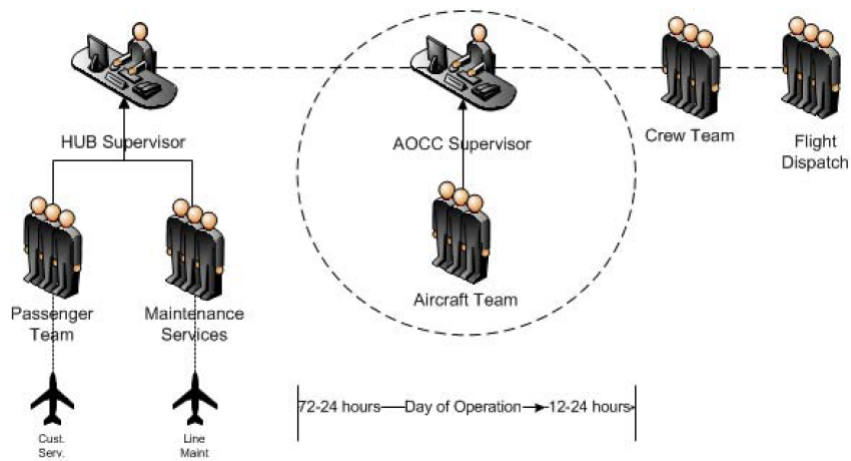 HUB Supervisor
AOCC Supervisor
Crew Team
Flight
Dispatch
Passenger
Team
Maintenance
Services
Aircraft Team
Cust.
Serv.
Line
Maint
72-24 hours Day of Operation 12-24 hours